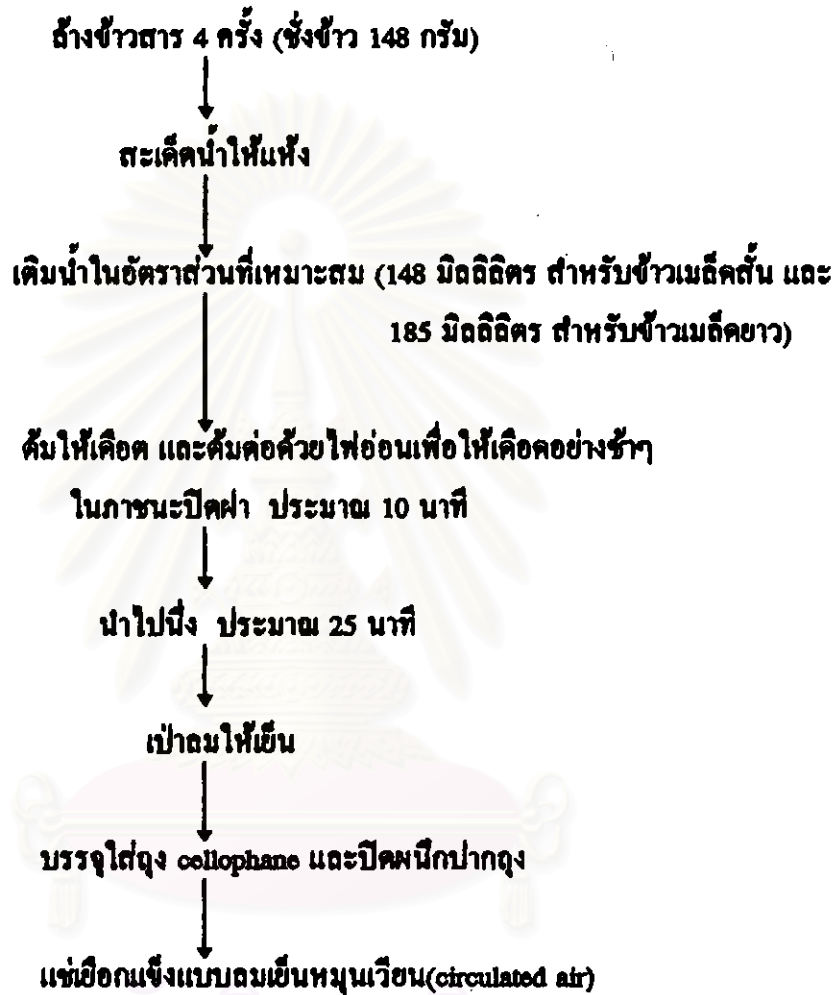 ล้างข้าวสาร 4 ครั้ง (ชั่งข้าว 148 กรัม)
สะเด็ดน้ำให้แห้ง
เติมน้ำในอัตราส่วนที่เหมาะสม (148 มิลลิลิตร สำหรับข้าวเมล็ดสั้น และ
185 มิลลิลิตร สำหรับข้าวเมล็ดยาว)
ต้มให้เดือด และต้มต่อด้วยไฟอ่อนเพื่อให้เดือดอย่างช้าๆ
ในภาชนะปิดฝา ประมาณ 10 นาที
นำไปนึ่ง ประมาณ 25 นาที
เป่าลมให้เย็น
บรรจุใส่ถุง cellophane และปิดผนึกปากถุง
แช่เยือกแข็งแบบลมเย็นหมุนเวียน(circulated air)